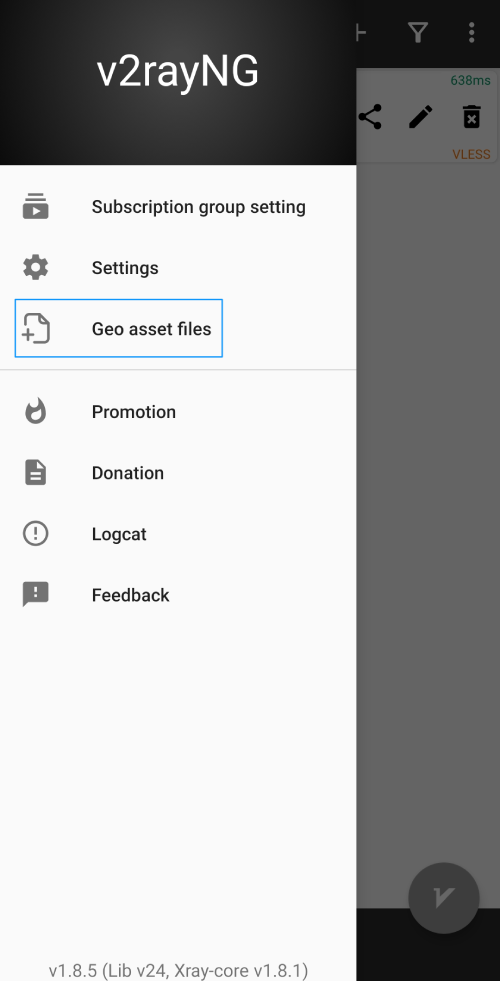 v2rayNG
638ms
VLESS
Subscription group setting
Settings
Geo asset files
Promotion
Donation
Logcat
Feedback
v1.8.5 (Lib v24, Xray-core v1.8.1)